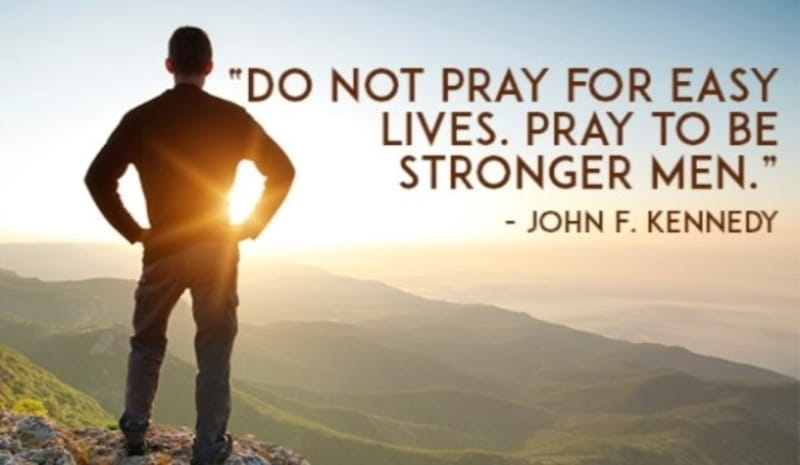 "DO NOT PRAY FOR EASY
LIVES. PRAY TO BE
STRONGER MEN."
- JOHN F. KENNEDY